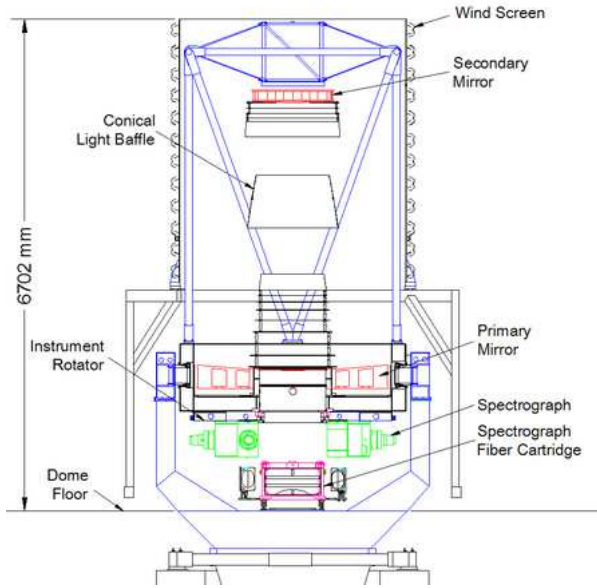 Wind Screen
Secondary
Mirror
Conical
Light Baffle
6702 mm
Primary
Mirror
Instrument
Rotator
Spectrograph
Spectrograph
Fiber Cartridge
Dome
Floor